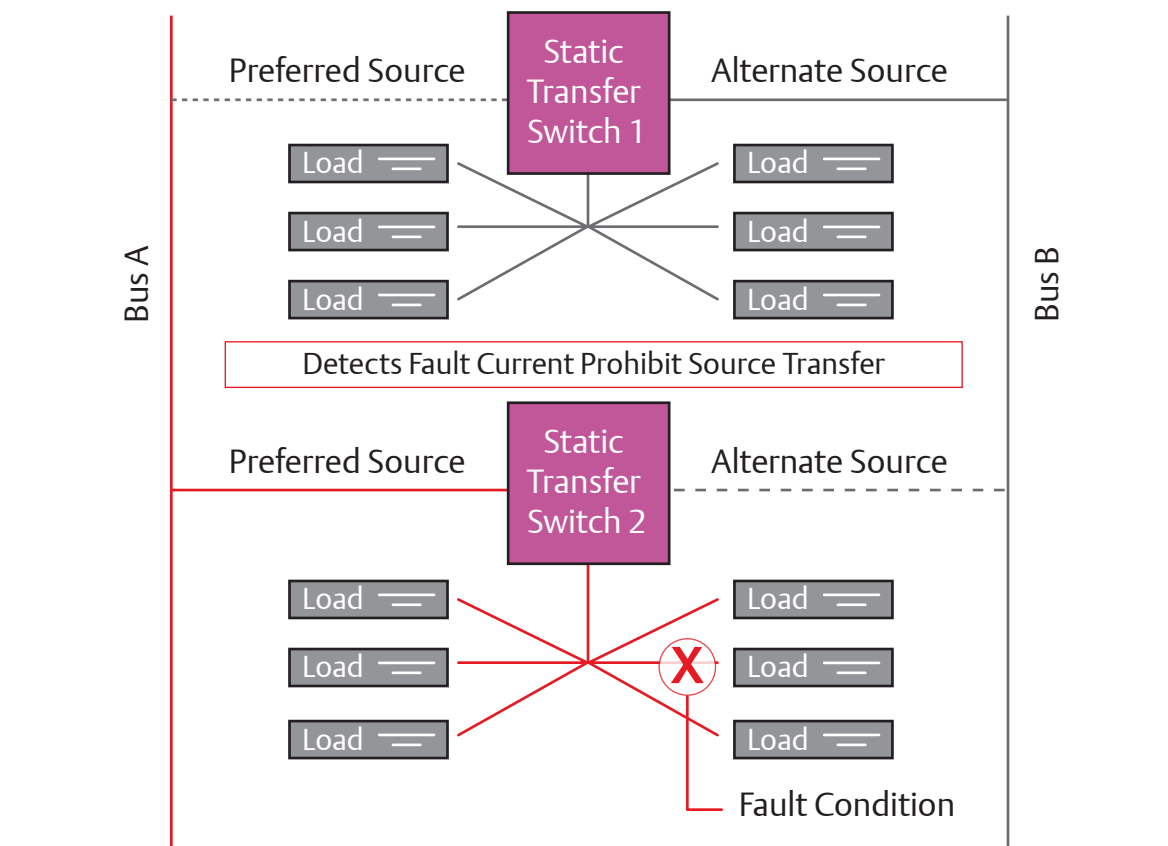 Preferred Source
Static
Transfer
Switch 1
Alternate Source
Load
Load
Load
Load
Load
Load
Bus A
Bus B
Detects Fault Current Prohibit Source Transfer
Preferred Source
Static
Transfer
Switch 2
Alternate Source
Load
Load
Load
Load
X
Load
Load
Load
Fault Condition